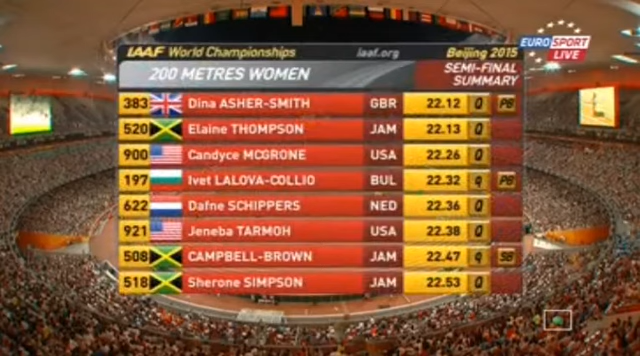 EUROSPORT
LIVE
IAAF World Championships iaaf.org Beijing 2015
200 METRES WOMEN SEMI-FINAL SUMMARY
383 Dina ASHER-SMITH GBR 22.12 Q PB
520 Elaine THOMPSON JAM 22.13 Q
900 Candyce MCGRONE USA 22.26 Q
197 Ivet LALOVA-COLLIO BUL 22.32 q PB
622 Dafne SCHIPPERS NED 22.36 Q
921 Jeneba TARMOH USA 22.38 Q
508 CAMPBELL-BROWN JAM 22.47 q SB
518 Sherone SIMPSON JAM 22.53 Q